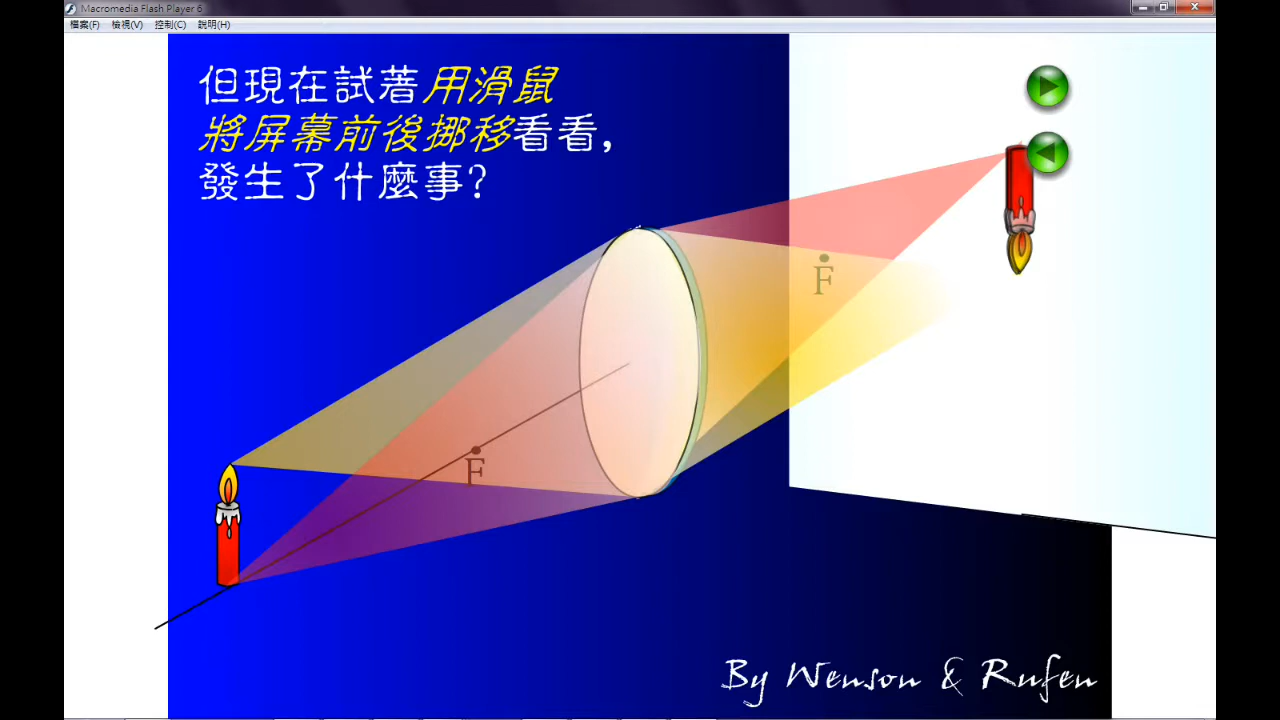 Macromedia Flash Player 6
檔案(F) 檢視(V) 控制(C) 說明(H)
但現在試著用滑鼠
將屏幕前後挪移看看,
發生了什麼事?
F
F
By Wenson & Rufen